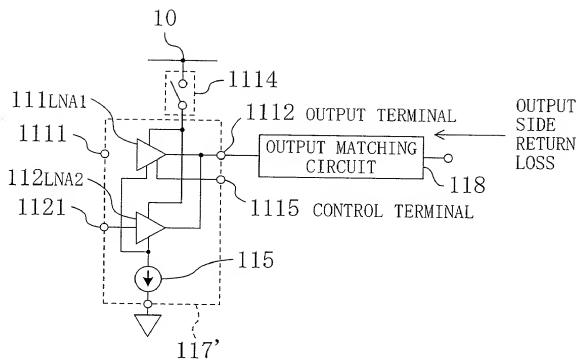 10
1114
111LNA1
1112 OUTPUT TERMINAL
OUTPUT
SIDE
RETURN
LOSS
1111
OUTPUT MATCHING
CIRCUIT
112LNA2
118
1121
1115 CONTROL TERMINAL
115
117'